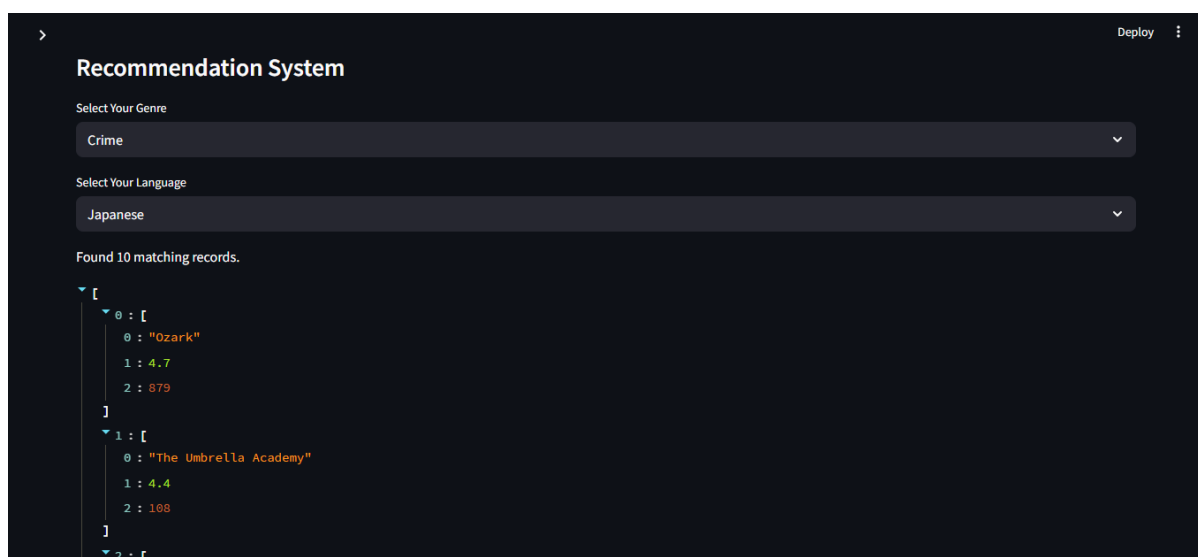 Deploy
Recommendation System
Select Your Genre
Crime
Select Your Language
Japanese
Found 10 matching records.
[
0 : [
0 : "Ozark"
1 : 4.7
2 : 879
]
1 : [
0 : "The Umbrella Academy"
1 : 4.4
2 : 108
]
2 : [